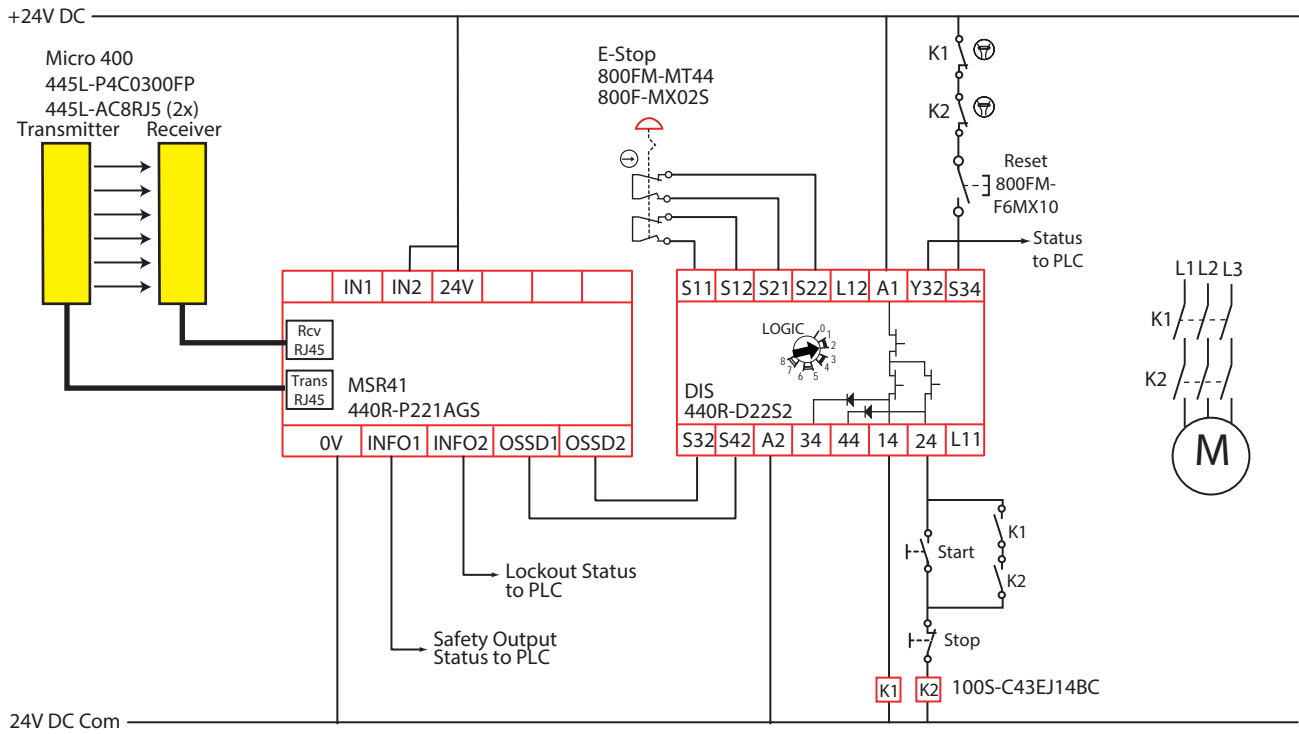 +24V DC
Micro 400
445L-P4C0300FP
445L-AC8RJ5 (2x)
Transmitter Receiver
E-Stop
800FM-MT44
800F-MX02S
K1
K2
Reset
800FM-
F6MX10
Status
to PLC
IN1 IN2 24V
Rcv
RJ45
Trans
RJ45
MSR41
440R-P221AGS
0V INFO1 INFO2 OSSD1 OSSD2
S11 S12 S21 S22 L12 A1 Y32 S34
LOGIC
0
1
2
3
4
5
6
7
8
DIS
440R-D22S2
S32 S42 A2 34 44 14 24 L11
L1 L2 L3
K1
K2
M
Start
K1
K2
Stop
Lockout Status
to PLC
Safety Output
Status to PLC
K1 K2 100S-C43EJ14BC
24V DC Com